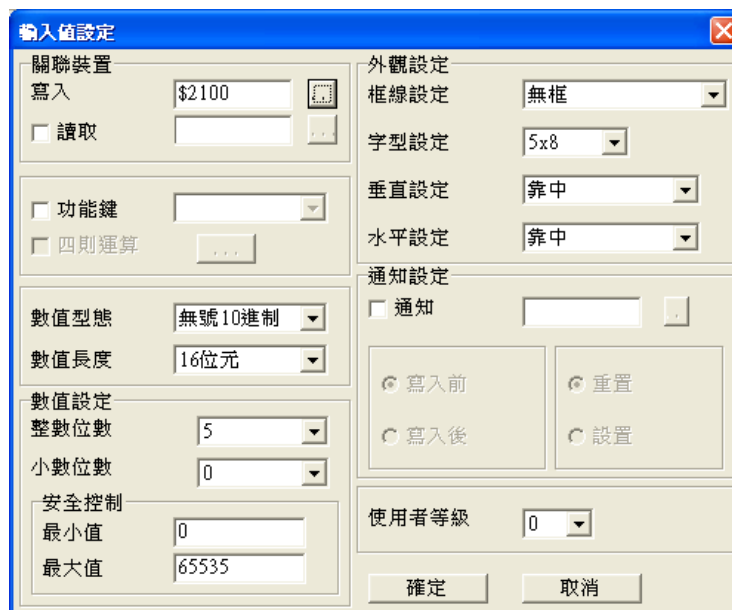 輸入值設定
關聯裝置
寫入 $2100 ...
讀取 ...
功能鍵
四則運算 ...
數值型態 無號10進制
數值長度 16位元
數值設定
整數位數 5
小數位數 0
安全控制
最小值 0
最大值 65535
外觀設定
框線設定 無框
字型設定 5x8
垂直設定 靠中
水平設定 靠中
通知設定
通知 .
寫入前 重置
寫入後 設置
使用者等級 0
確定 取消